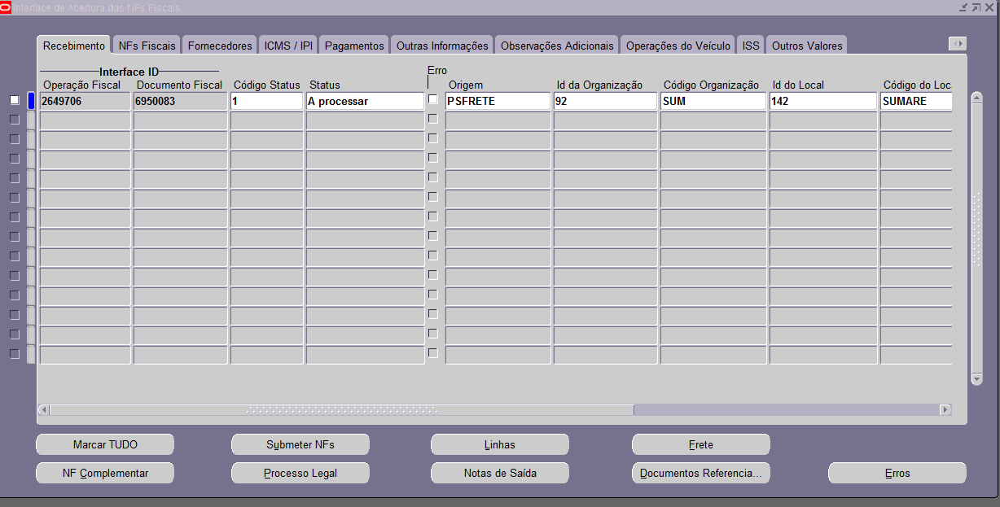 Interface de Acertura das NFs Fiscais
Recebimento NFs Fiscais Fornecedores ICMS / IPI Pagamentos Outras Informações Observações Adicionais Operações do Veículo ISS Outros Valores
Interface ID Erro
Operação Fiscal Documento Fiscal Código Status Status Origem Id da Organização Código Organização Id do Local Código do Loc
2649706 6950083 1 A processar PSFRETE 92 SUM 142 SUMARE
Marcar TUDO Submeter NFs Linhas Frete
NF Complementar Processo Legal Notas de Saída Documentos Referencia... Erros